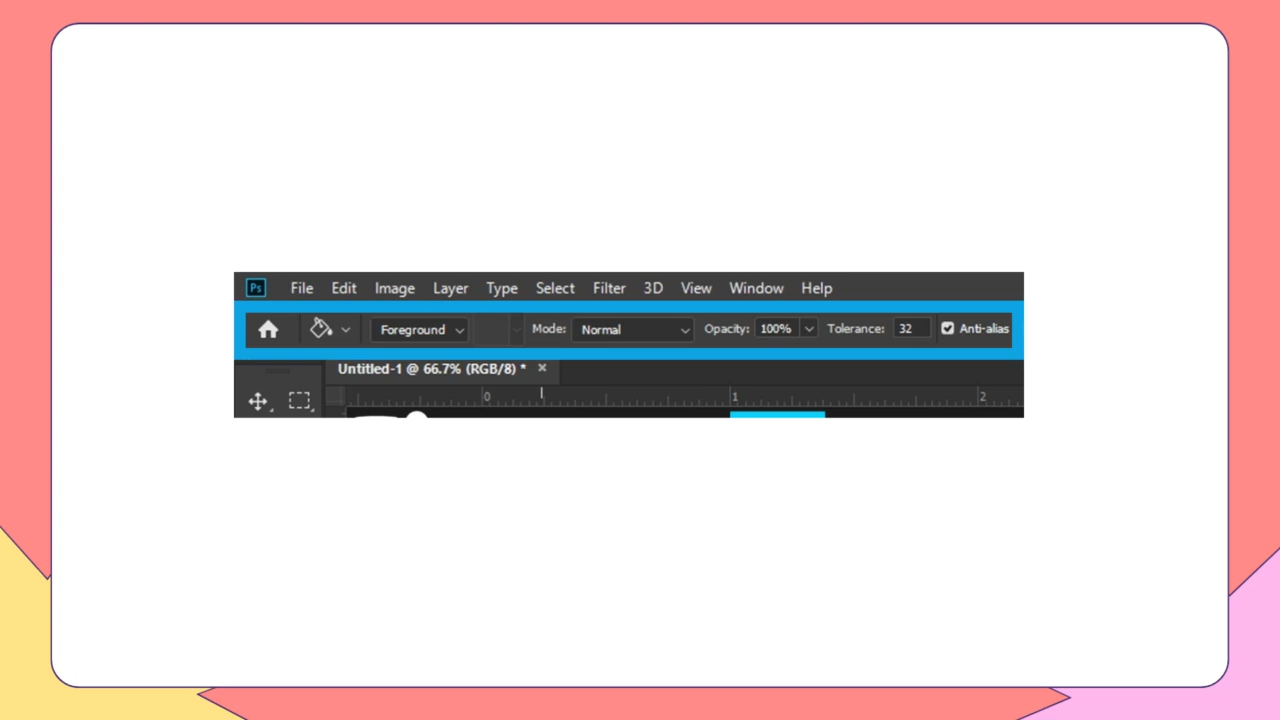 Ps File Edit Image Layer Type Select Filter 3D View Window Help
Foreground Mode: Normal Opacity: 100% Tolerance: 32 Anti-alias
Untitled-1 @ 66.7% (RGB/8) * ×
0 1 2